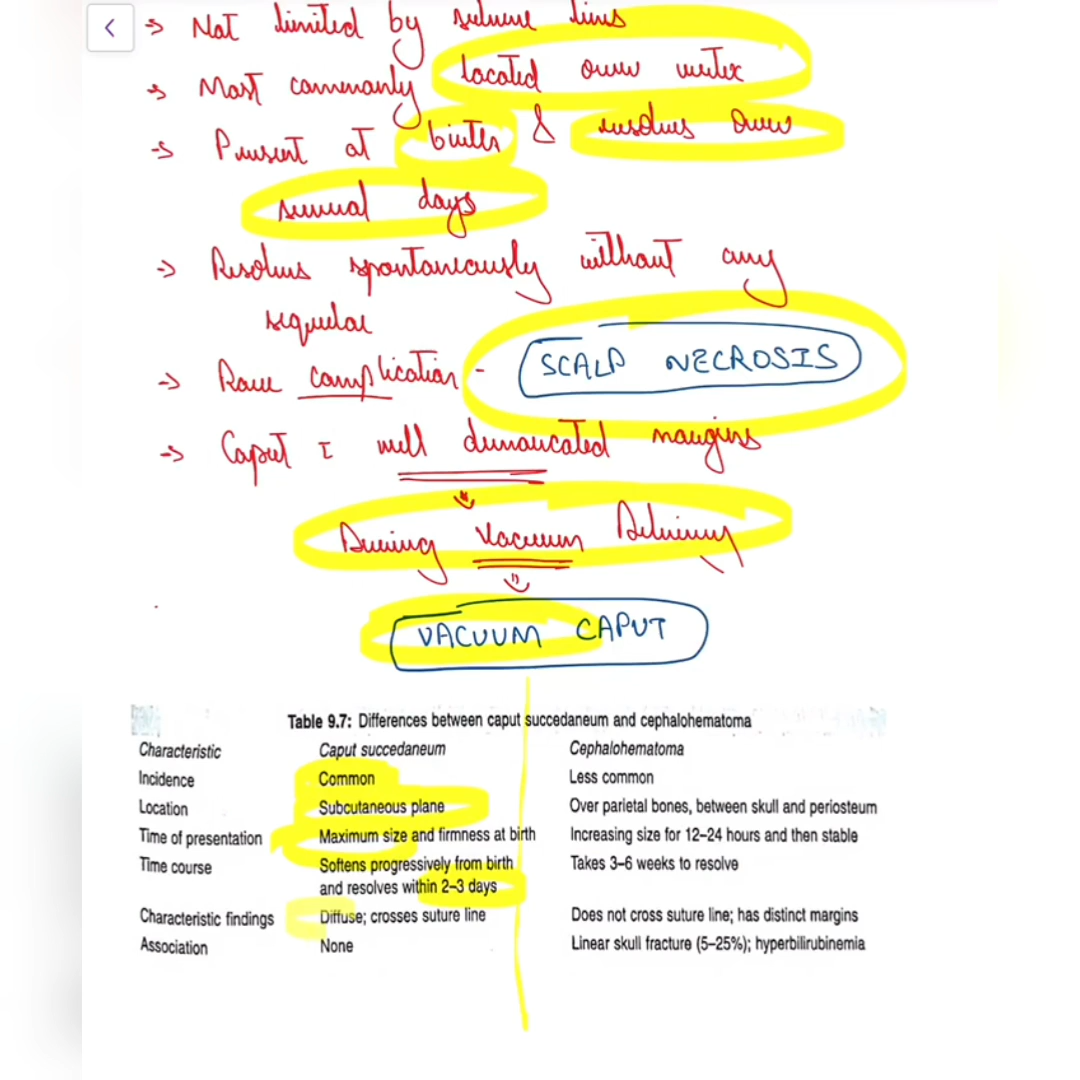 ⇒ Not limited by suture lines
⇒ Most commonly located over vertex
⇒ Present at birth & resolves over
several days
⇒ Resolves spontaneously without any
sequelae
⇒ Rare complication - SCALP NECROSIS
⇒ Caput c well demarcated margins
During Vacuum Delivery
VACUUM CAPUT
Table 9.7: Differences between caput succedaneum and cephalohematoma
Characteristic Caput succedaneum Cephalohematoma
Incidence Common Less common
Location Subcutaneous plane Over parietal bones, between skull and periosteum
Time of presentation Maximum size and firmness at birth Increasing size for 12–24 hours and then stable
Time course Softens progressively from birth Takes 3–6 weeks to resolve
and resolves within 2–3 days
Characteristic findings Diffuse; crosses suture line Does not cross suture line; has distinct margins
Association None Linear skull fracture (5–25%); hyperbilirubinemia